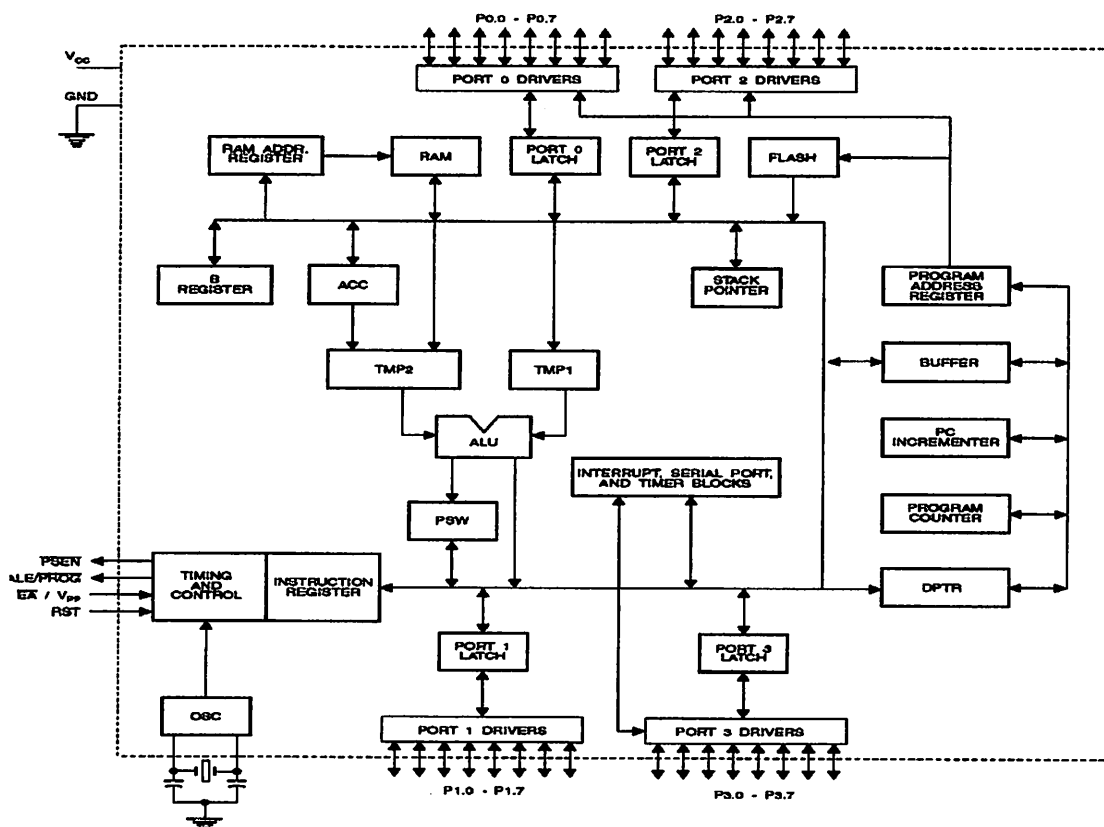 P0.0 - P0.7
P2.0 - P2.7
VCC
GND
PORT 0 DRIVERS
PORT 2 DRIVERS
RAM ADDR.
REGISTER
RAM
PORT 0
LATCH
PORT 2
LATCH
FLASH
B
REGISTER
ACC
STACK
POINTER
PROGRAM
ADDRESS
REGISTER
TMP2
TMP1
BUFFER
ALU
PC
INCREMENTER
INTERRUPT, SERIAL PORT,
AND TIMER BLOCKS
PSW
PROGRAM
COUNTER
PSEN
ALE/PROG
EA / VPP
RST
TIMING
AND
CONTROL
INSTRUCTION
REGISTER
DPTR
PORT 1
LATCH
PORT 3
LATCH
OSC
PORT 1 DRIVERS
PORT 3 DRIVERS
P1.0 - P1.7
P3.0 - P3.7